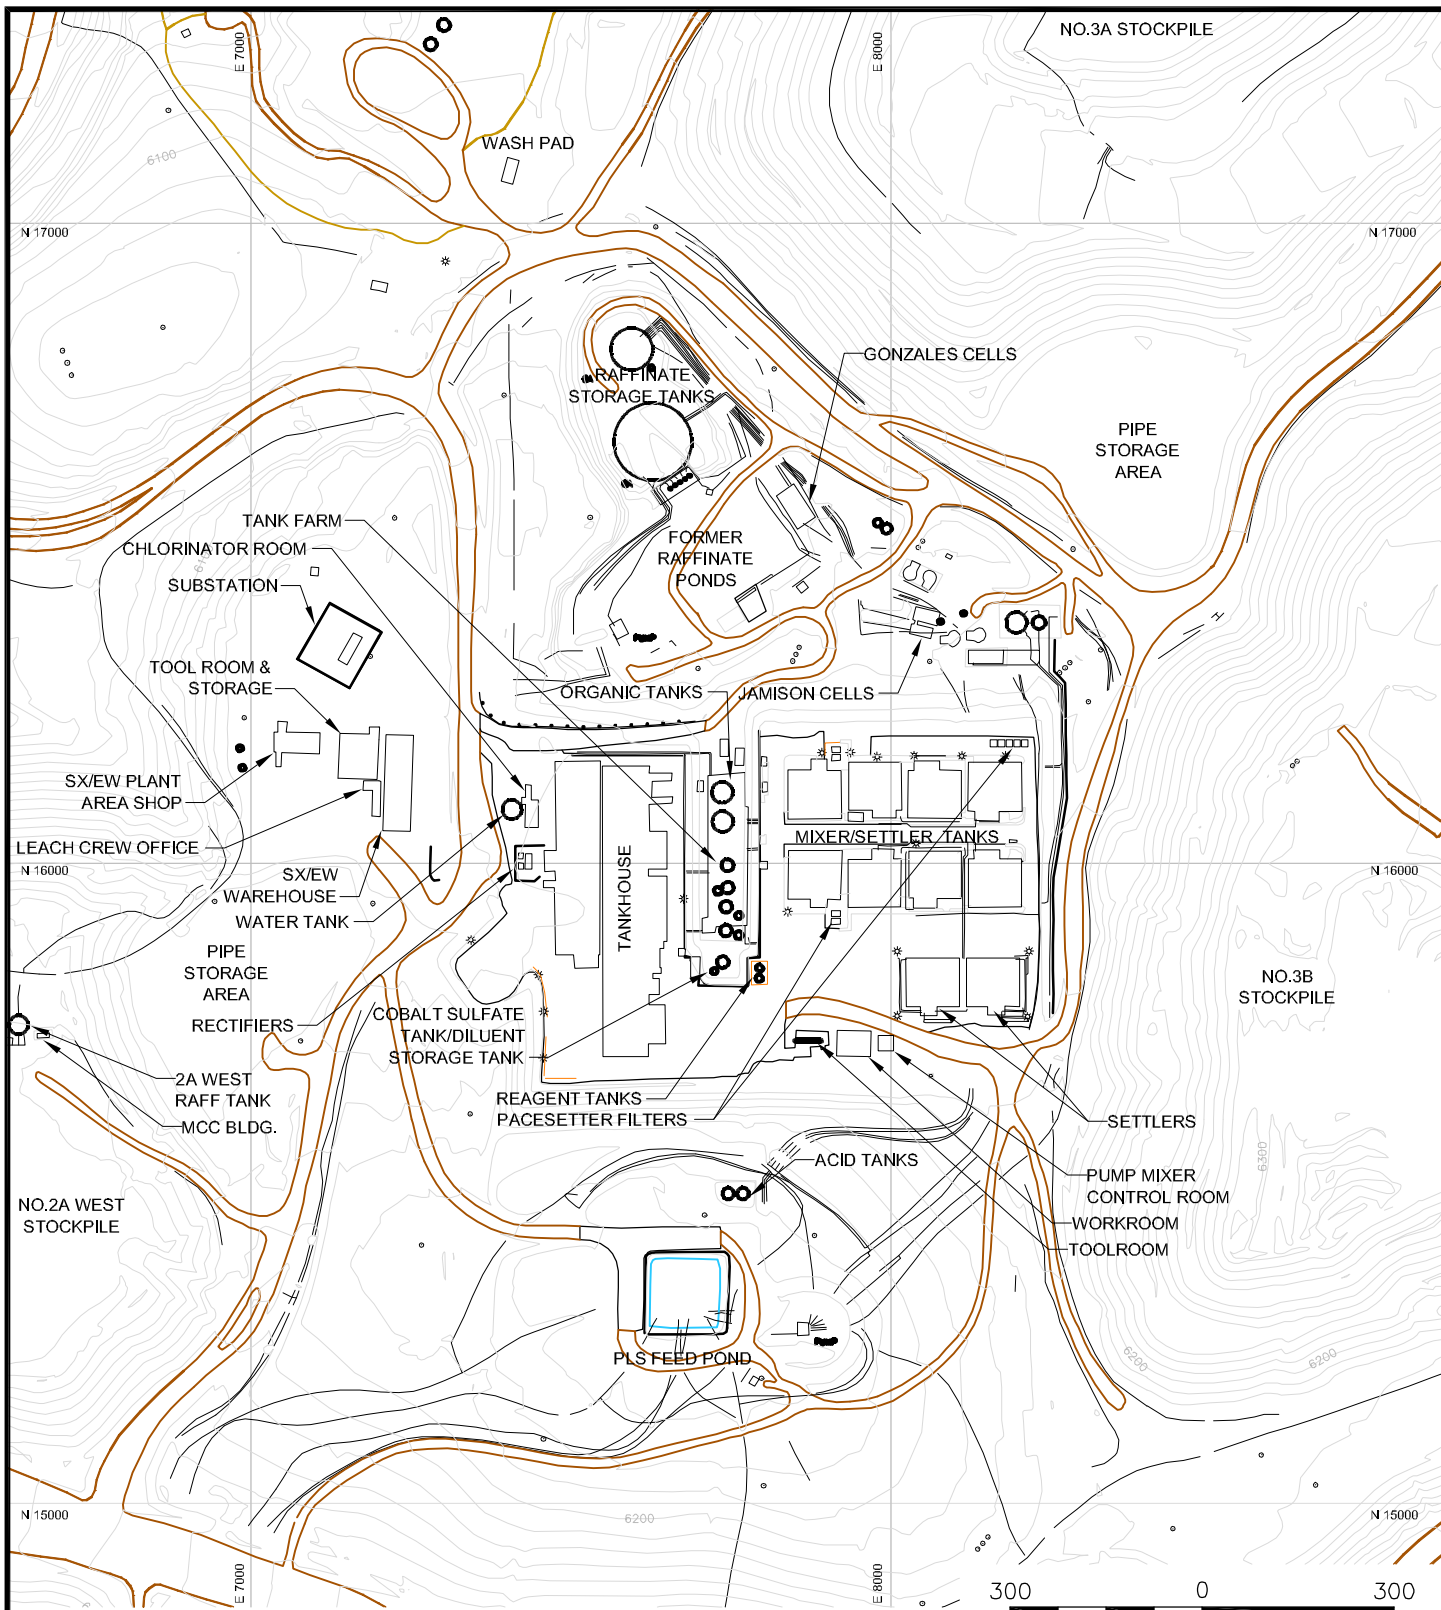 NO.3A STOCKPILE
E 7000
E 8000
WASH PAD
6100
N 17000
N 17000
GONZALES CELLS
RAFFINATE
STORAGE TANKS
PIPE
STORAGE
AREA
TANK FARM
CHLORINATOR ROOM
SUBSTATION
FORMER
RAFFINATE
PONDS
TOOL ROOM &
STORAGE
ORGANIC TANKS
JAMISON CELLS
SX/EW PLANT
AREA SHOP
MIXER/SETTLER TANKS
LEACH CREW OFFICE
N 16000
N 16000
SX/EW
WAREHOUSE
WATER TANK
TANKHOUSE
PIPE
STORAGE
AREA
NO.3B
STOCKPILE
RECTIFIERS
COBALT SULFATE
TANK/DILUENT
STORAGE TANK
2A WEST
RAFF TANK
MCC BLDG.
REAGENT TANKS
PACESETTER FILTERS
SETTLERS
ACID TANKS
6300
PUMP MIXER
CONTROL ROOM
WORKROOM
TOOLROOM
NO.2A WEST
STOCKPILE
PLS FEED POND
6200
6200
N 15000
N 15000
6200
E 7000
E 8000
300 0 300